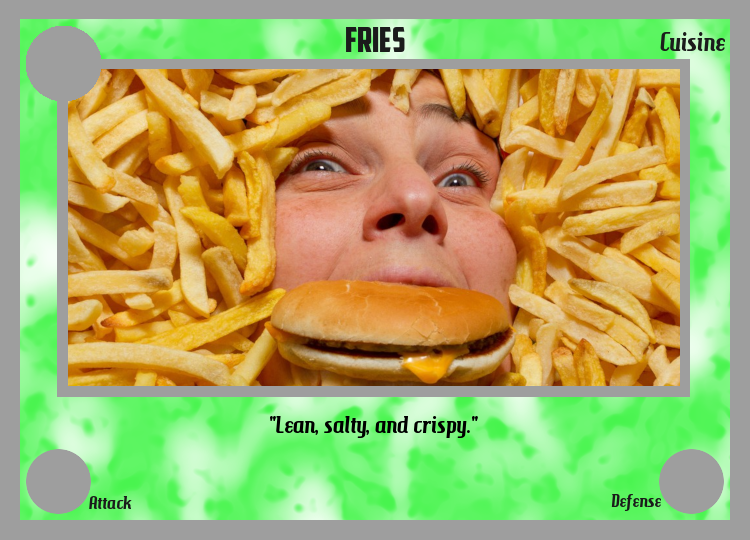 FRIES
Cuisine
"Lean, salty, and crispy."
Attack
Defense